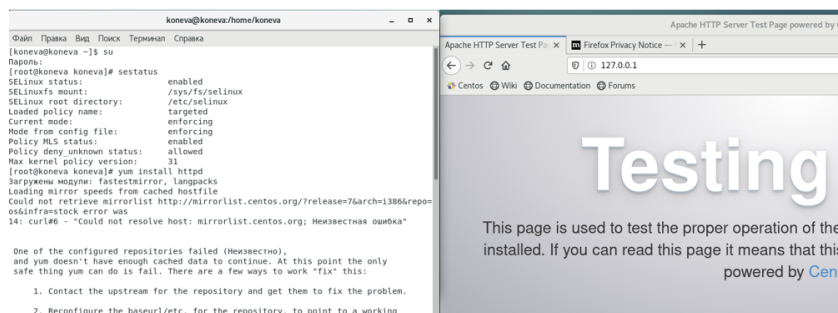 koneva@koneva:/home/koneva
Файл Правка Вид Поиск Терминал Справка
[koneva@koneva ~]$ su
Пароль:
[root@koneva koneva]# sestatus
SELinux status: enabled
SELinuxfs mount: /sys/fs/selinux
SELinux root directory: /etc/selinux
Loaded policy name: targeted
Current mode: enforcing
Mode from config file: enforcing
Policy MLS status: enabled
Policy deny_unknown status: allowed
Max kernel policy version: 31
[root@koneva koneva]# yum install httpd
Загружены модули: fastestmirror, langpacks
Loading mirror speeds from cached hostfile
Could not retrieve mirrorlist http://mirrorlist.centos.org/?release=7&arch=i386&repo=
os&infra=stock error was
14: curl#6 - "Could not resolve host: mirrorlist.centos.org; Неизвестная ошибка"
One of the configured repositories failed (Неизвестно),
and yum doesn't have enough cached data to continue. At this point the only
safe thing yum can do is fail. There are a few ways to work "fix" this:
1. Contact the upstream for the repository and get them to fix the problem.
2. Reconfigure the baseurl/etc. for the repository, to point to a working
Apache HTTP Server Test Page powered by
Apache HTTP Server Test Pa
Firefox Privacy Notice —
127.0.0.1
Centos Wiki Documentation Forums
Testing
This page is used to test the proper operation of the
installed. If you can read this page it means that this
powered by Cen